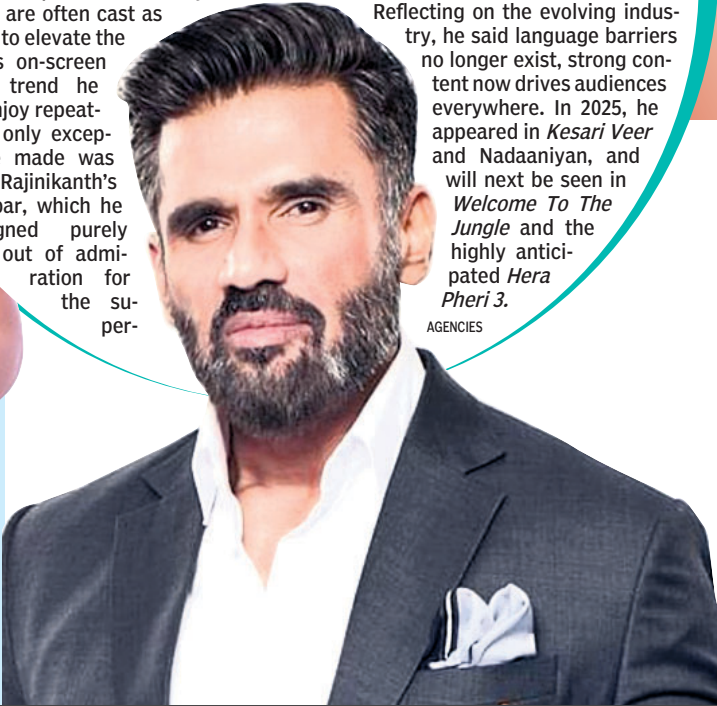 are often cast as
to elevate the
s on-screen
trend he
njoy repeat-
only excep-
made was
Rajinikanth's
bar, which he
gned purely
out of admi-
ration for
the su-
per-
Reflecting on the evolving indus-
try, he said language barriers
no longer exist, strong con-
tent now drives audiences
everywhere. In 2025, he
appeared in Kesari Veer
and Nadaaniyan, and
will next be seen in
Welcome To The
Jungle and the
highly antici-
pated Hera
Pheri 3.
AGENCIES